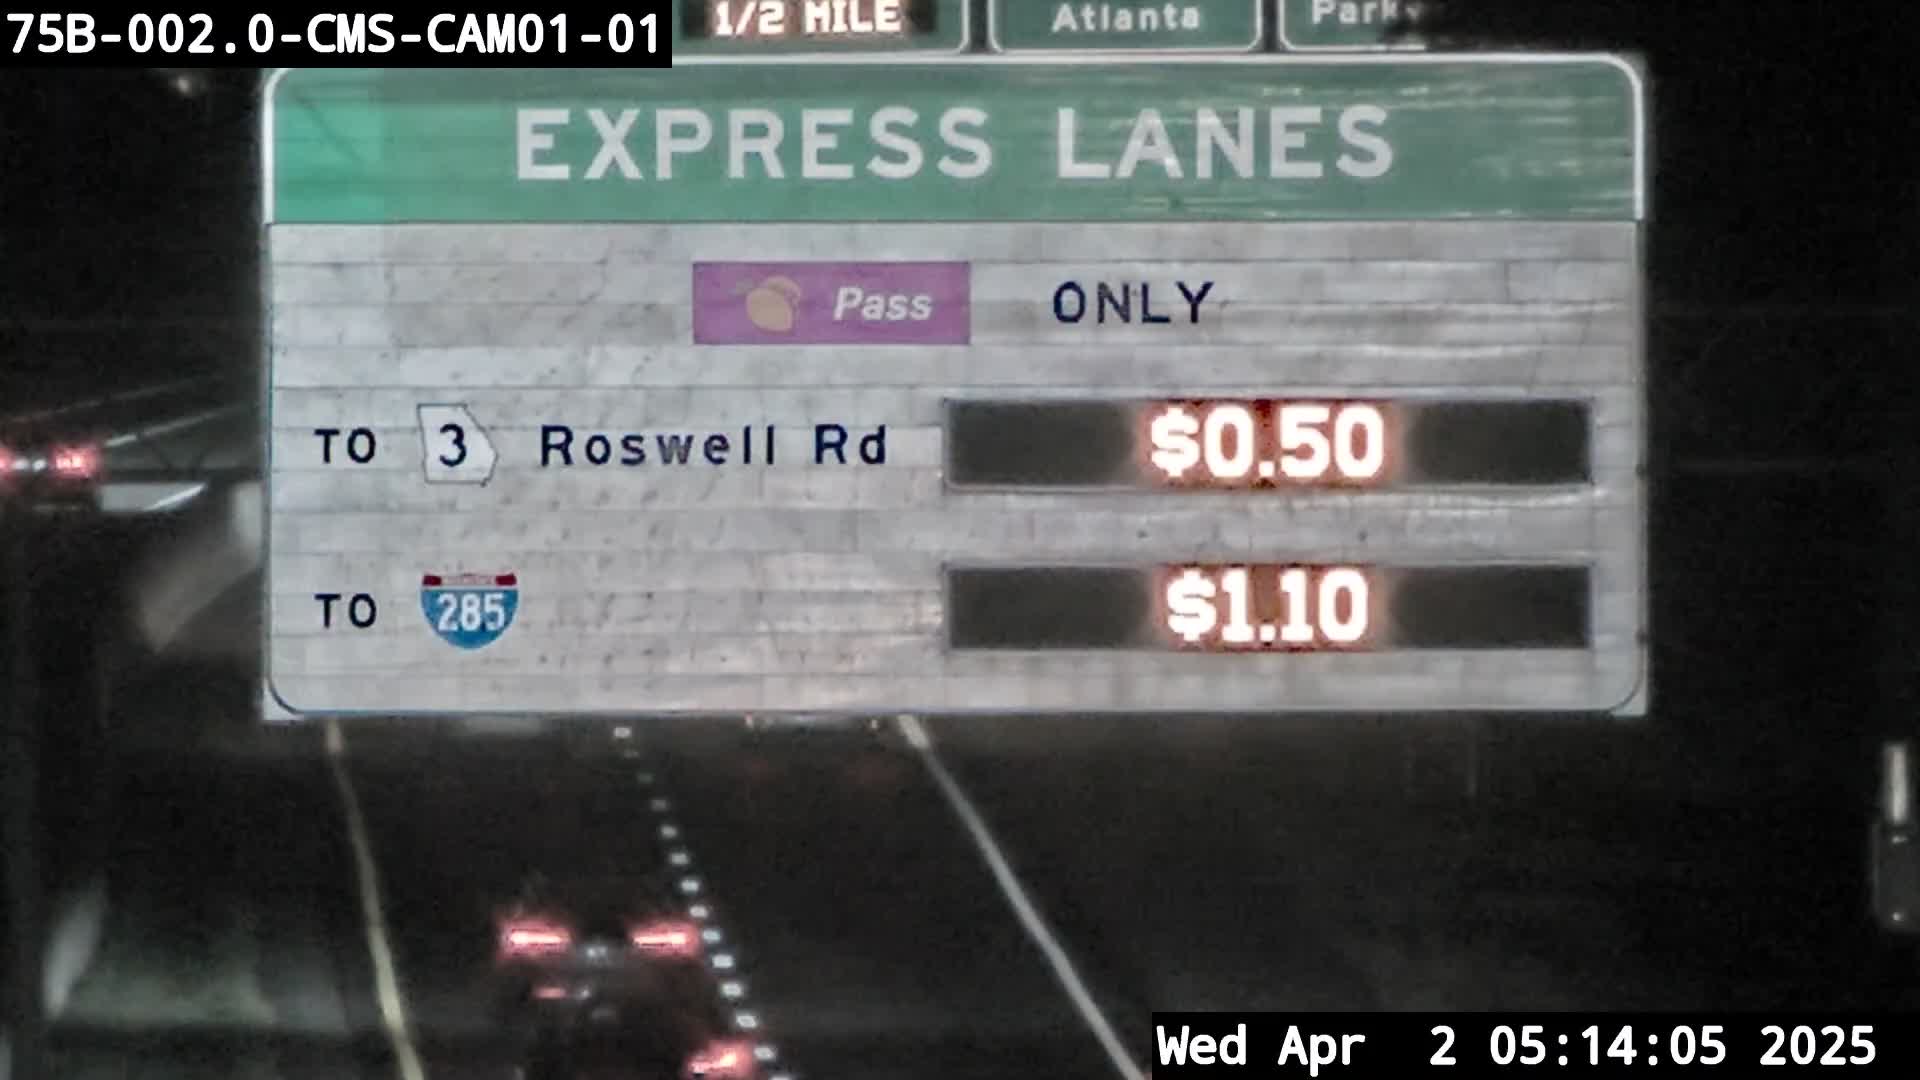 75B-002.0-CMS-CAM01-01
1/2 MILE
Atlanta
EXPRESS LANES
Pass ONLY
TO 3 Roswell Rd $0.50
TO 285 $1.10
Wed Apr 2 05:14:05 2025